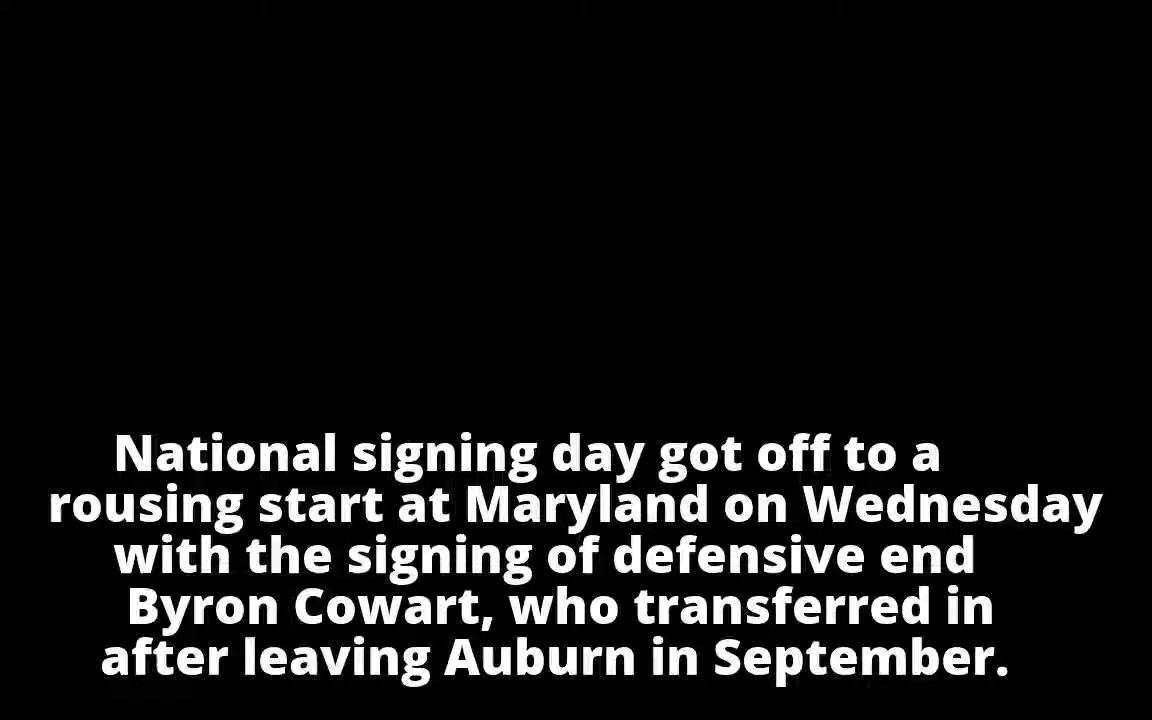 National signing day got off to a
rousing start at Maryland on Wednesday
with the signing of defensive end
Byron Cowart, who transferred in
after leaving Auburn in September.